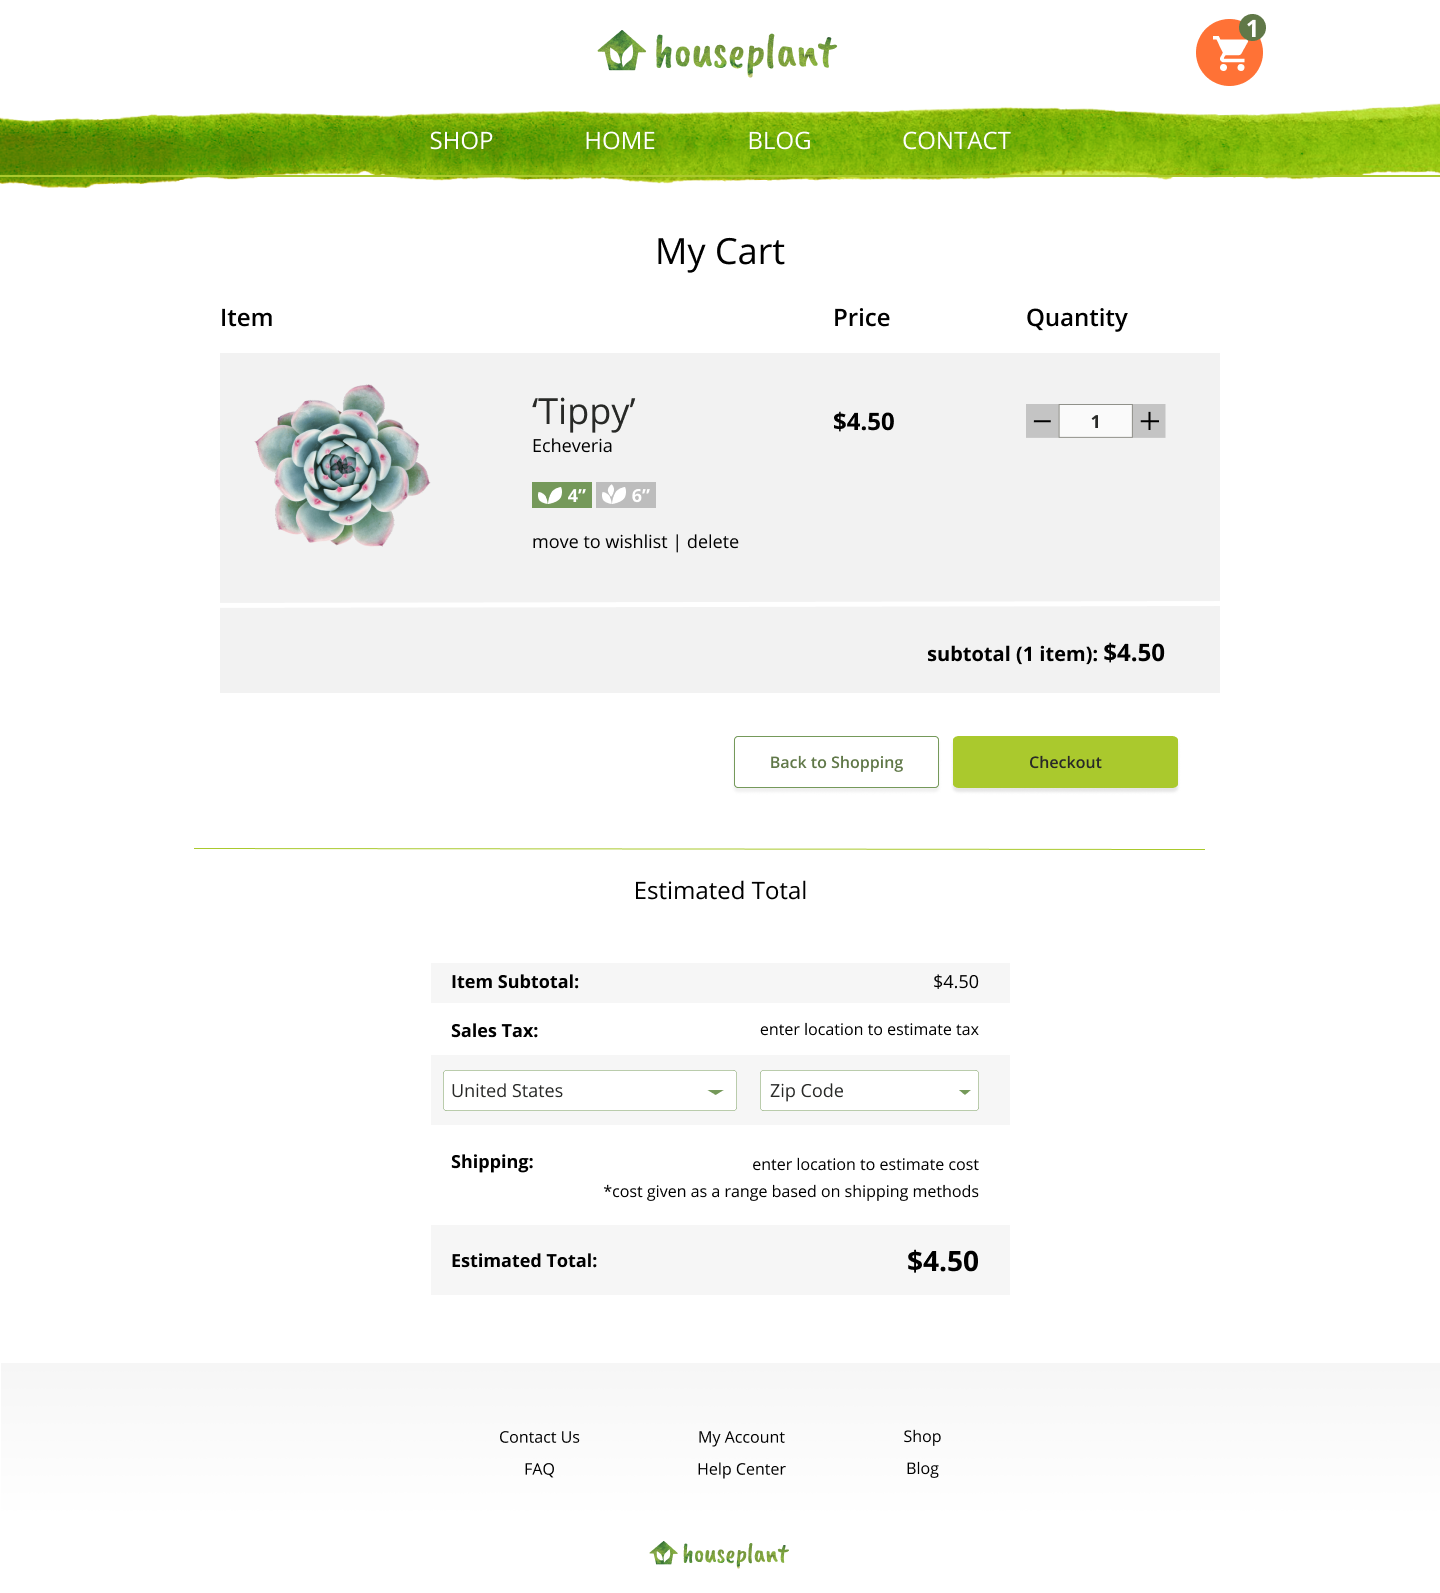 houseplant
1
SHOP HOME BLOG CONTACT
My Cart
Item Price Quantity
‘Tippy’
$4.50
1
Echeveria
4” 6”
move to wishlist | delete
subtotal (1 item): $4.50
Back to Shopping
Checkout
Estimated Total
Item Subtotal: $4.50
Sales Tax: enter location to estimate tax
United States
Zip Code
Shipping: enter location to estimate cost
*cost given as a range based on shipping methods
Estimated Total: $4.50
Contact Us My Account Shop
FAQ Help Center Blog
houseplant